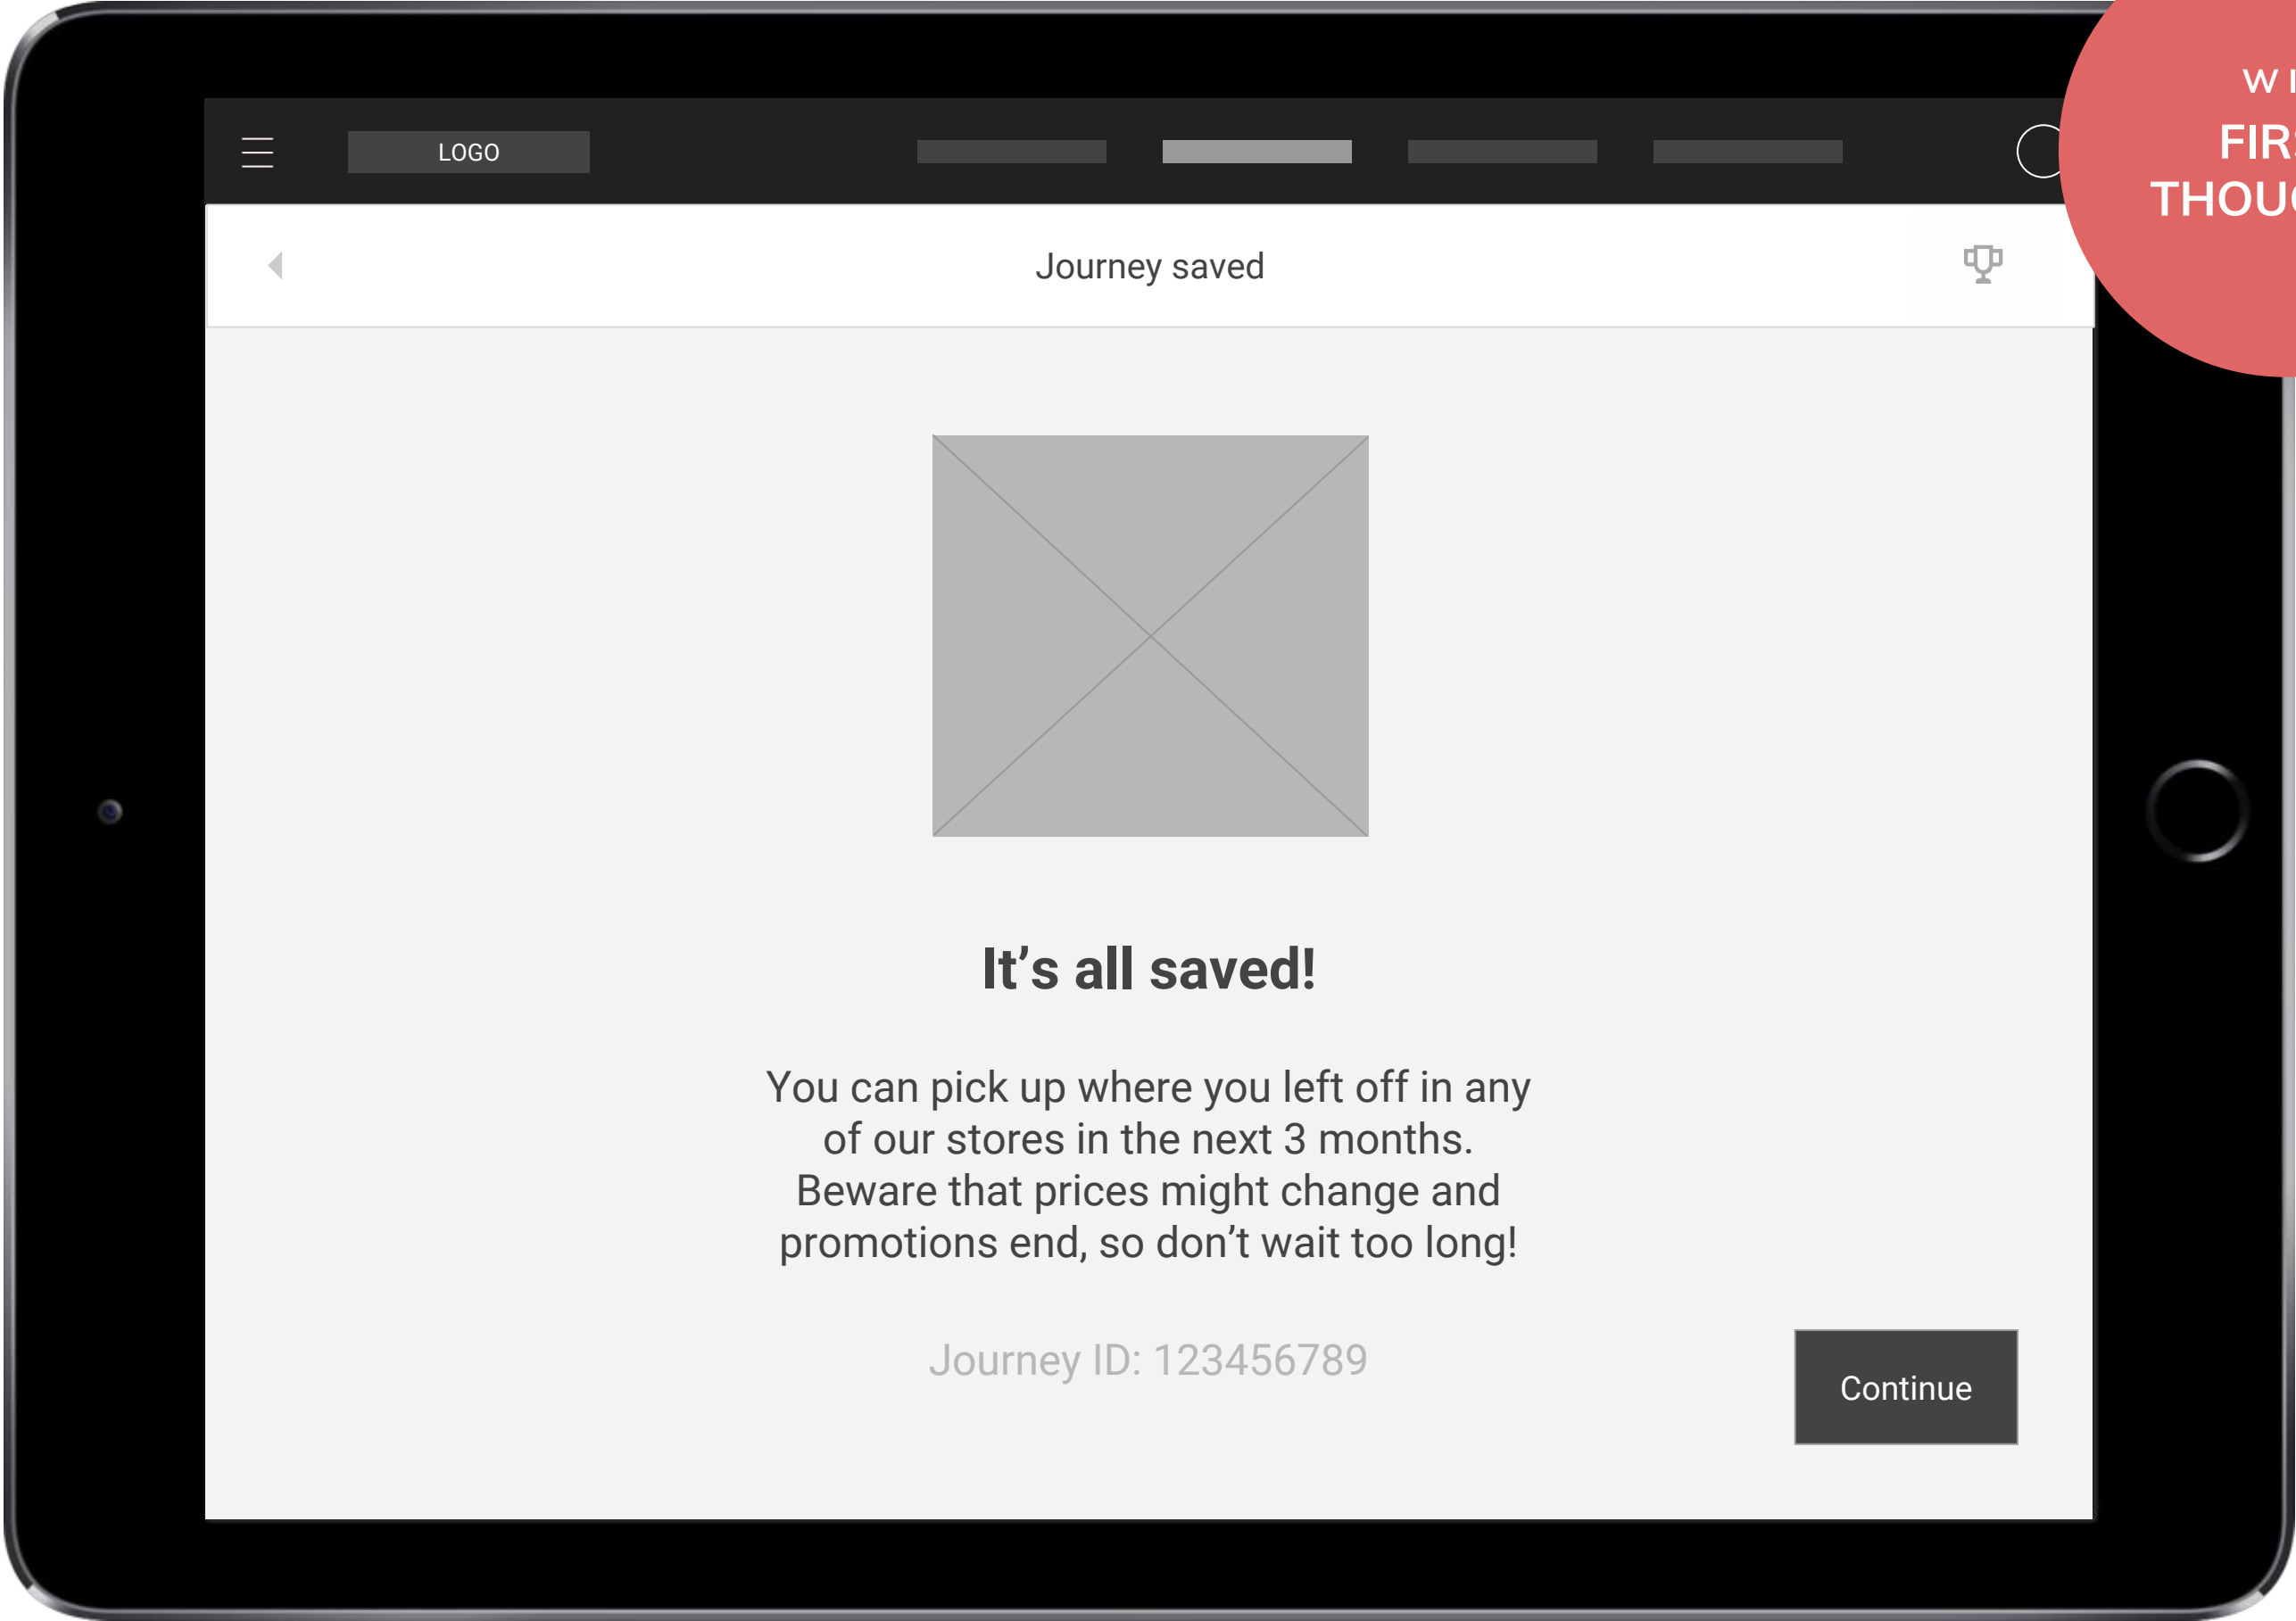 LOGO
Journey saved
It’s all saved!
You can pick up where you left off in any
of our stores in the next 3 months.
Beware that prices might change and
promotions end, so don’t wait too long!
Journey ID: 123456789
Continue